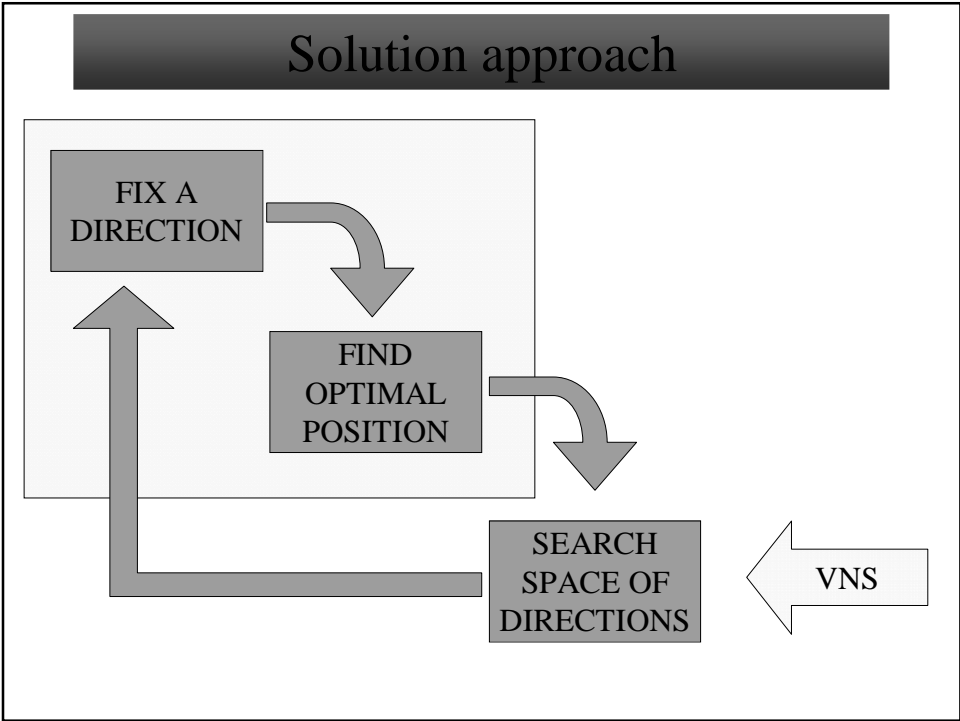 Solution approach
FIX A
DIRECTION
FIND
OPTIMAL
POSITION
SEARCH
SPACE OF
DIRECTIONS
VNS